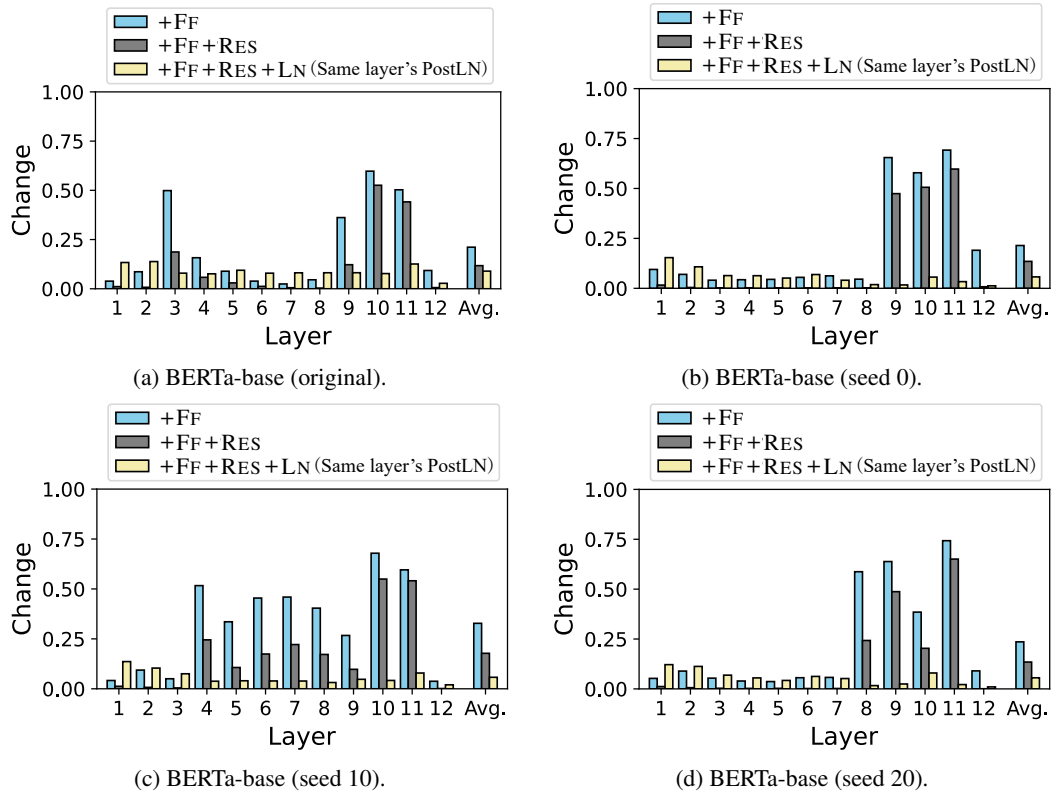 +FF
+FF+RES
+FF+RES+LN (Same layer's PostLN)
1.00
0.75
0.50
0.25
0.00
Change
1 2 3 4 5 6 7 8 9 10 11 12 Avg.
Layer
(a) BERTa-base (original).
+FF
+FF+RES
+FF+RES+LN (Same layer's PostLN)
1.00
0.75
0.50
0.25
0.00
Change
1 2 3 4 5 6 7 8 9 10 11 12 Avg.
Layer
(b) BERTa-base (seed 0).
+FF
+FF+RES
+FF+RES+LN (Same layer's PostLN)
1.00
0.75
0.50
0.25
0.00
Change
1 2 3 4 5 6 7 8 9 10 11 12 Avg.
Layer
(c) BERTa-base (seed 10).
+FF
+FF+RES
+FF+RES+LN (Same layer's PostLN)
1.00
0.75
0.50
0.25
0.00
Change
1 2 3 4 5 6 7 8 9 10 11 12 Avg.
Layer
(d) BERTa-base (seed 20).